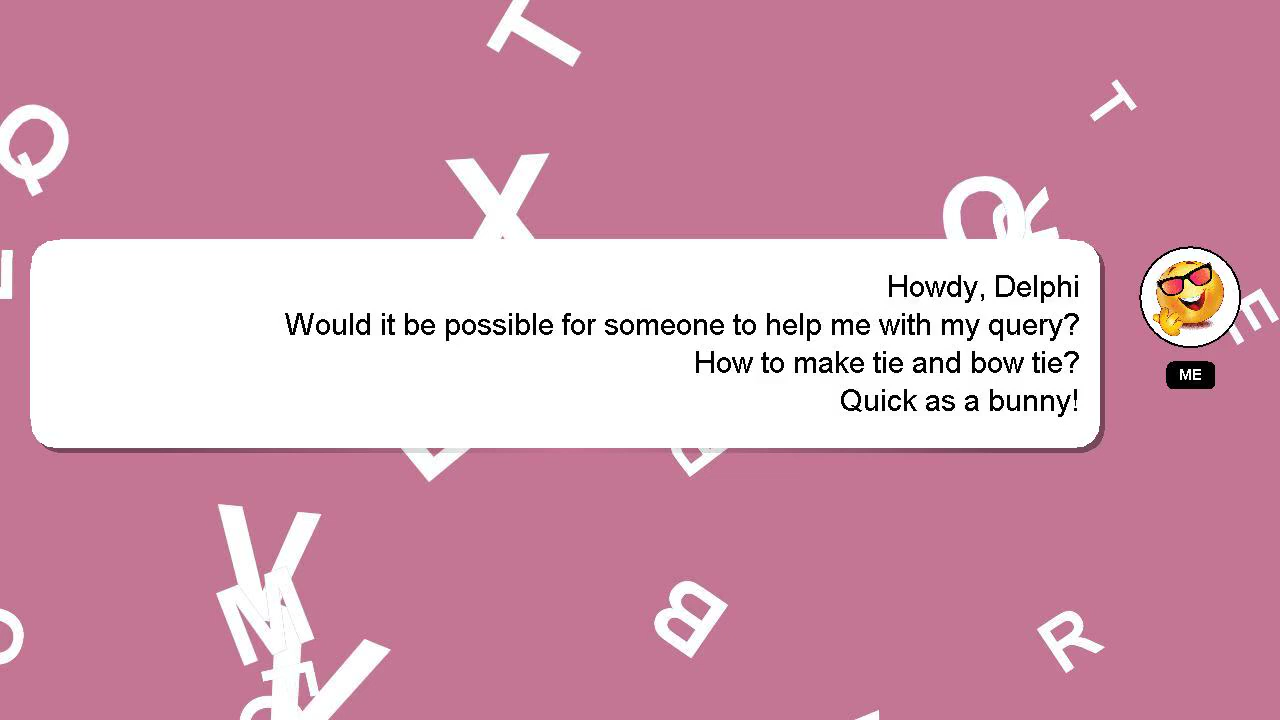 Howdy, Delphi
Would it be possible for someone to help me with my query?
How to make tie and bow tie?
Quick as a bunny!
ME
T
T
Q
X
Q
R
E
V
M
B
R
V